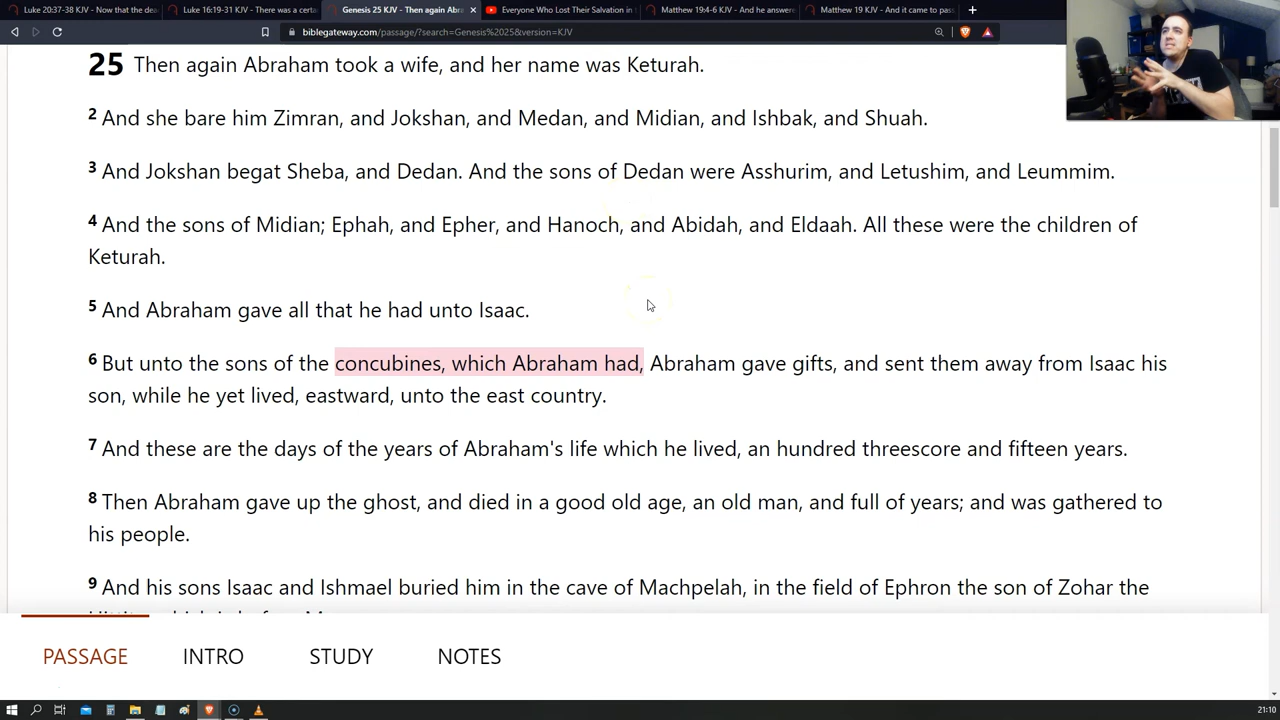 Luke 20:37-38 KJV - Now that the dea
Luke 16:19-31 KJV - There was a certa
Genesis 25 KJV - Then again Abra
Everyone Who Lost Their Salvation in
Matthew 19:4-6 KJV - And he answere
Matthew 19 KJV - And it came to pass
biblegateway.com/passage/?search=Genesis%2025&version=KJV
25 Then again Abraham took a wife, and her name was Keturah.
2 And she bare him Zimran, and Jokshan, and Medan, and Midian, and Ishbak, and Shuah.
3 And Jokshan begat Sheba, and Dedan. And the sons of Dedan were Asshurim, and Letushim, and Leummim.
4 And the sons of Midian; Ephah, and Epher, and Hanoch, and Abidah, and Eldaah. All these were the children of
Keturah.
5 And Abraham gave all that he had unto Isaac.
6 But unto the sons of the concubines, which Abraham had, Abraham gave gifts, and sent them away from Isaac his
son, while he yet lived, eastward, unto the east country.
7 And these are the days of the years of Abraham's life which he lived, an hundred threescore and fifteen years.
8 Then Abraham gave up the ghost, and died in a good old age, an old man, and full of years; and was gathered to
his people.
9 And his sons Isaac and Ishmael buried him in the cave of Machpelah, in the field of Ephron the son of Zohar the
PASSAGE
INTRO
STUDY
NOTES
21:10